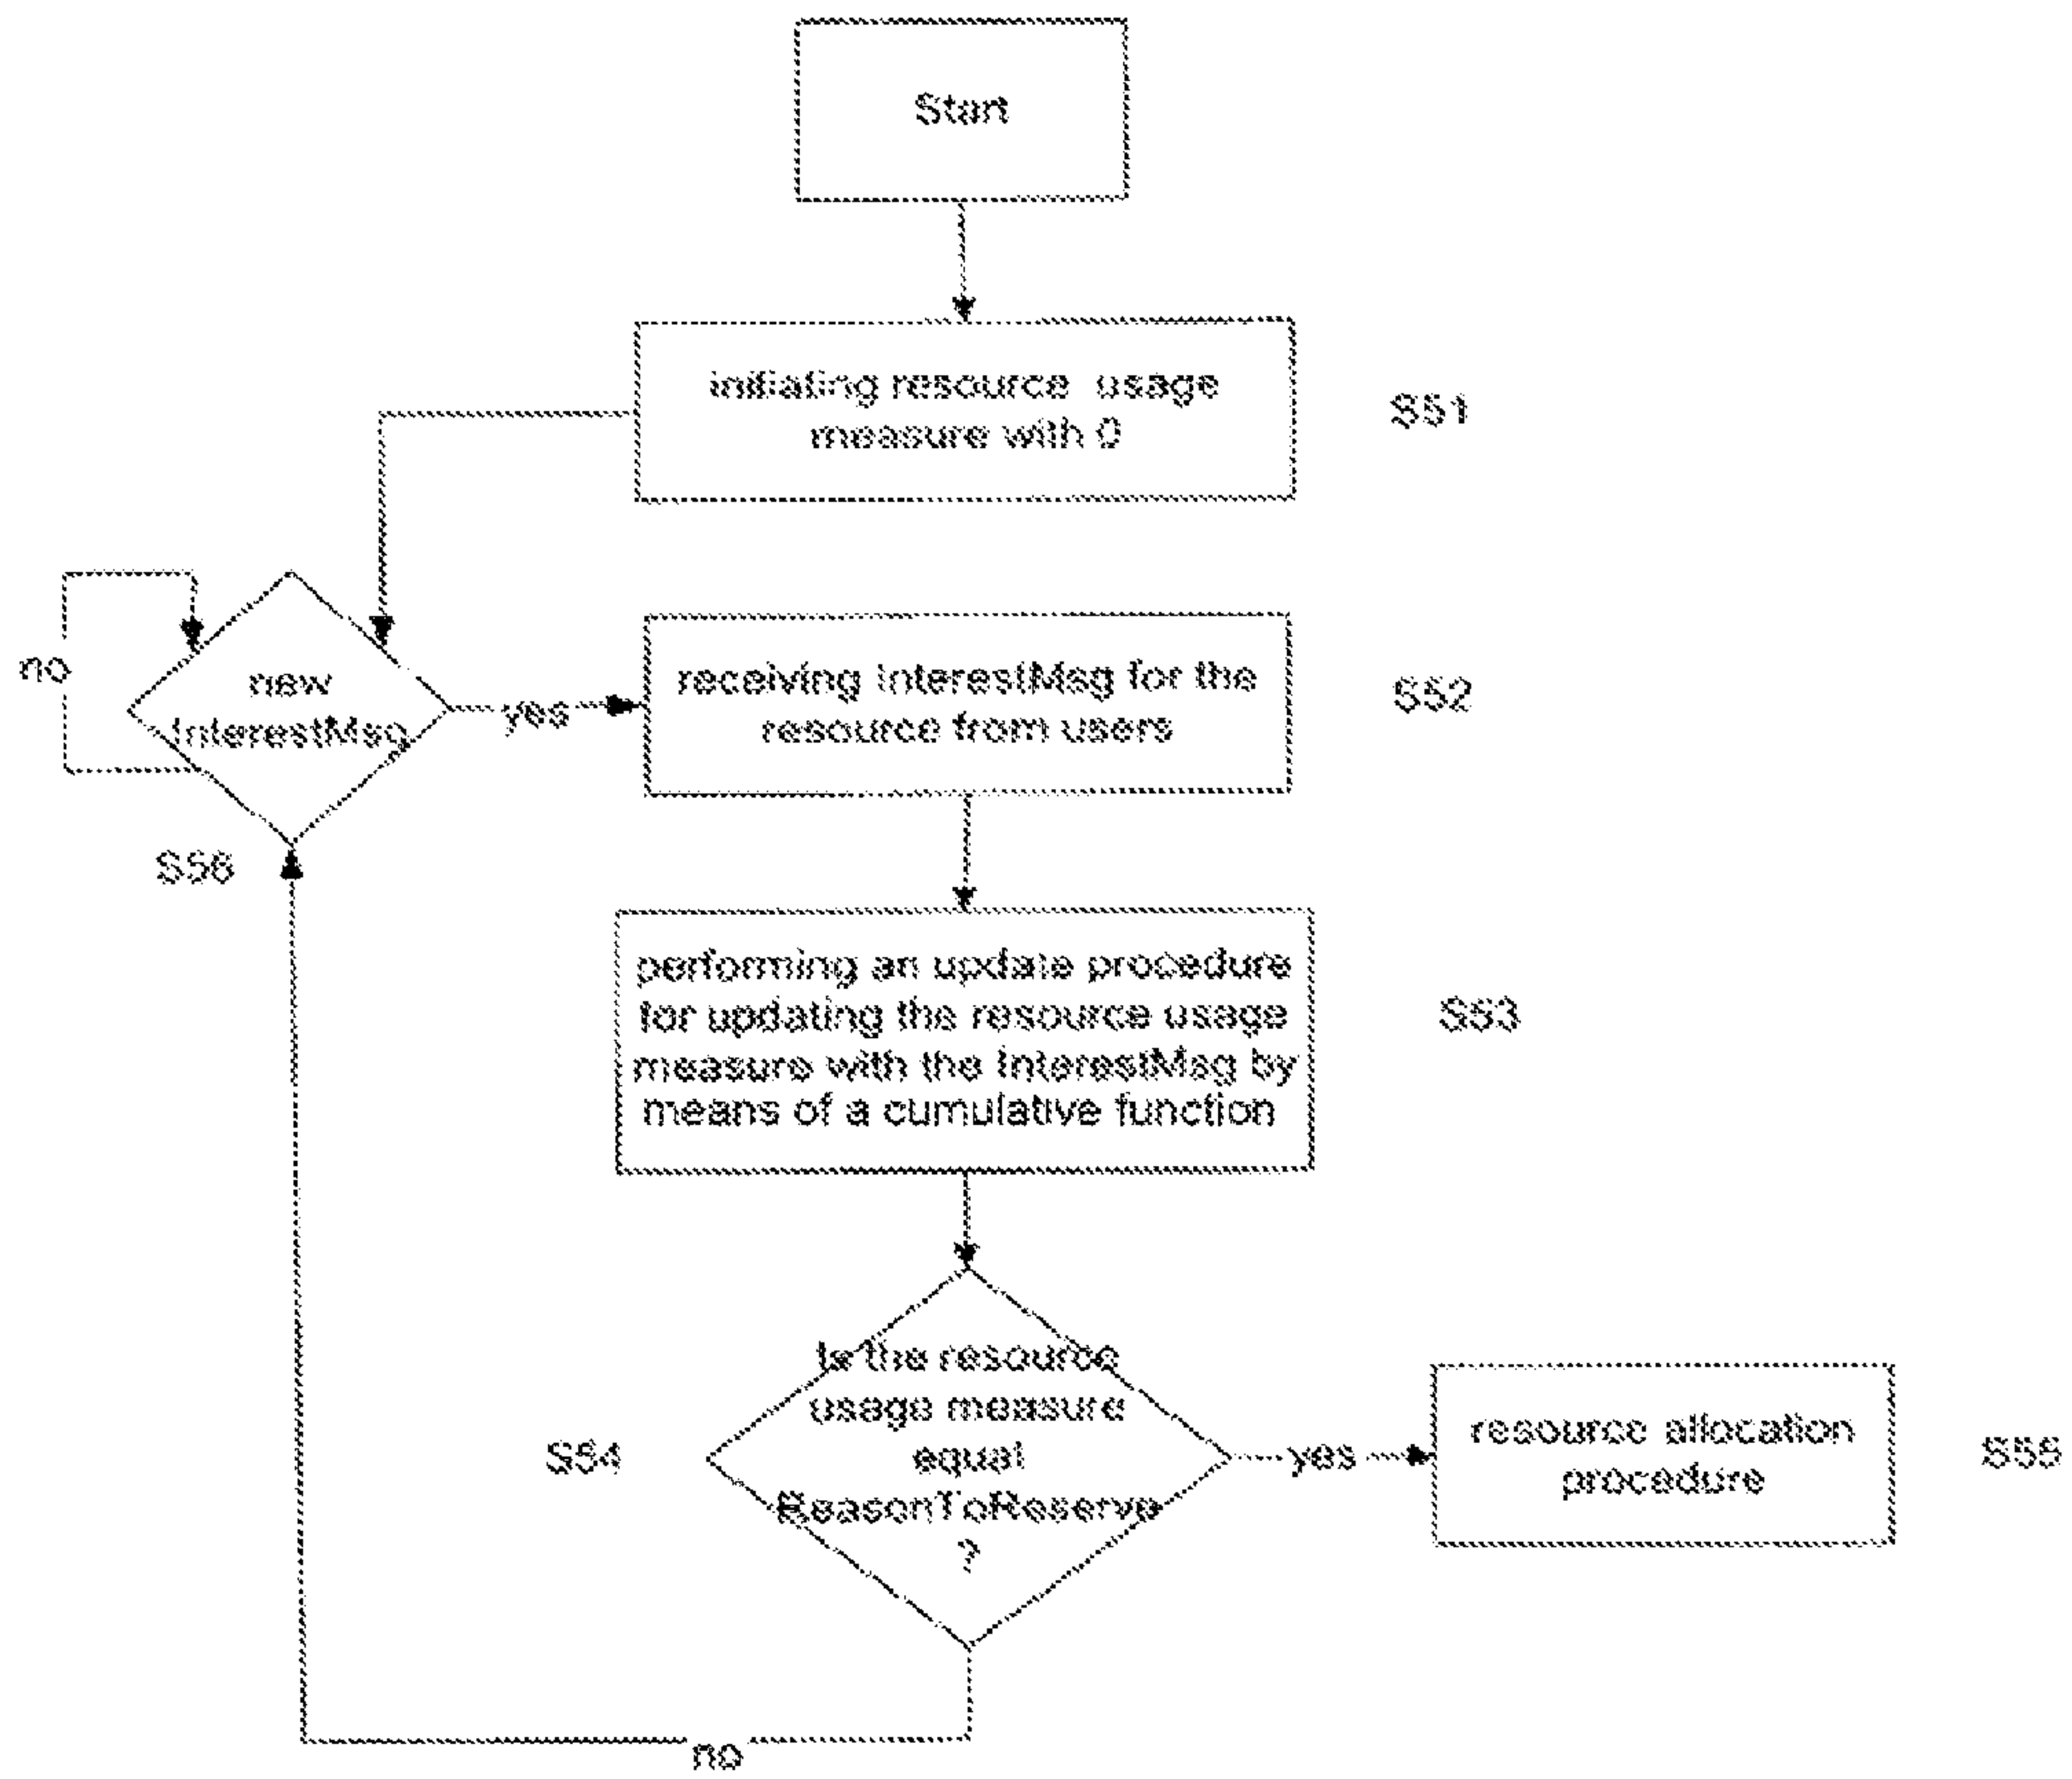 Start
initiating resource usage
measure with 0
S51
no
new
InterestMsg
yes
receiving InterestMsg for the
resource from users
S52
S56
performing an update procedure
for updating the resource usage
measure with the InterestMsg by
means of a cumulative function
S53
Is the resource
usage measure
equal
ReasonToReserve
?
S54
yes
resource allocation
procedure
S55
no